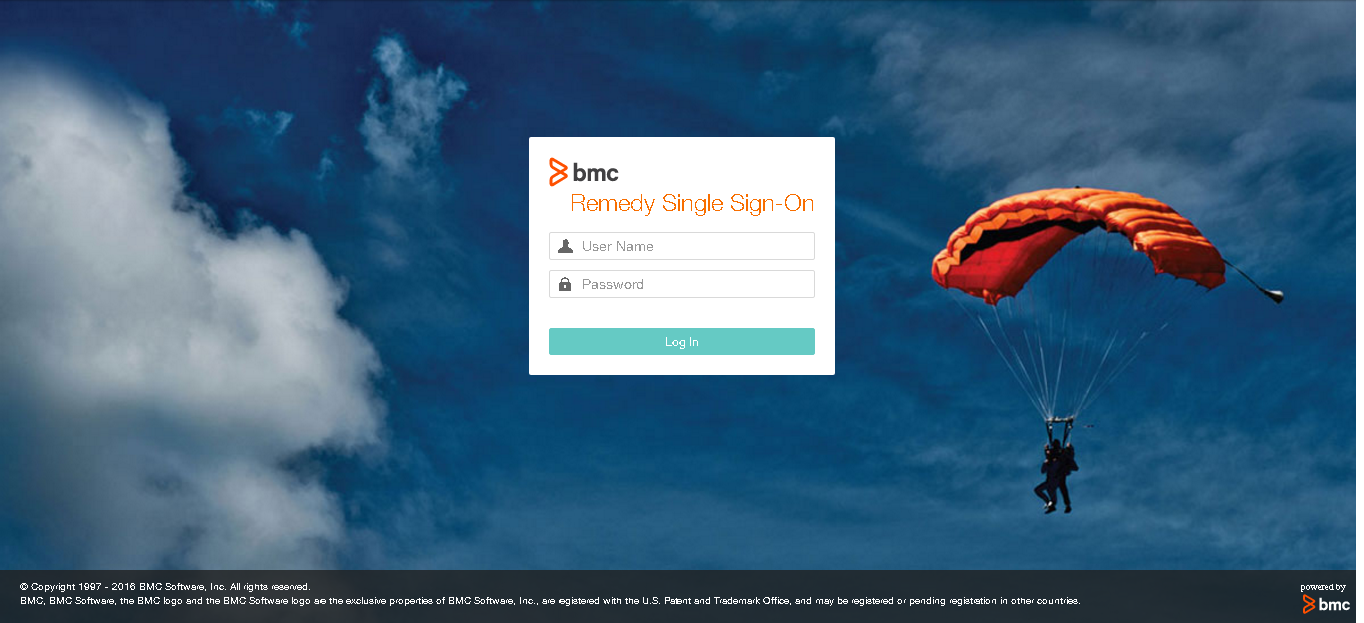 bmc
Remedy Single Sign-On
User Name
Password
Log In
© Copyright 1997 - 2016 BMC Software, Inc. All rights reserved.
BMC, BMC Software, the BMC logo and the BMC Software logo are the exclusive properties of BMC Software, Inc., are registered with the U.S. Patent and Trademark Office, and may be registered or pending registration in other countries.
powered by
bmc